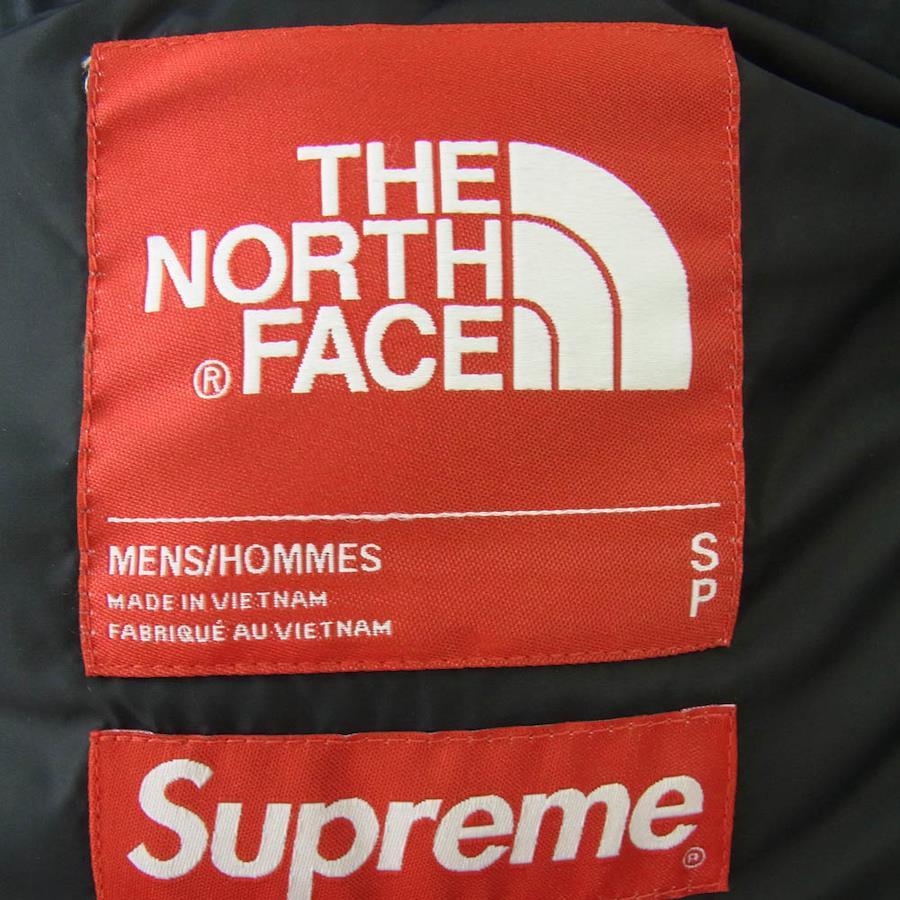 THE
NORTH
® FACE
MENS/HOMMES S
MADE IN VIETNAM P
FABRIQUÉ AU VIETNAM
Supreme ®